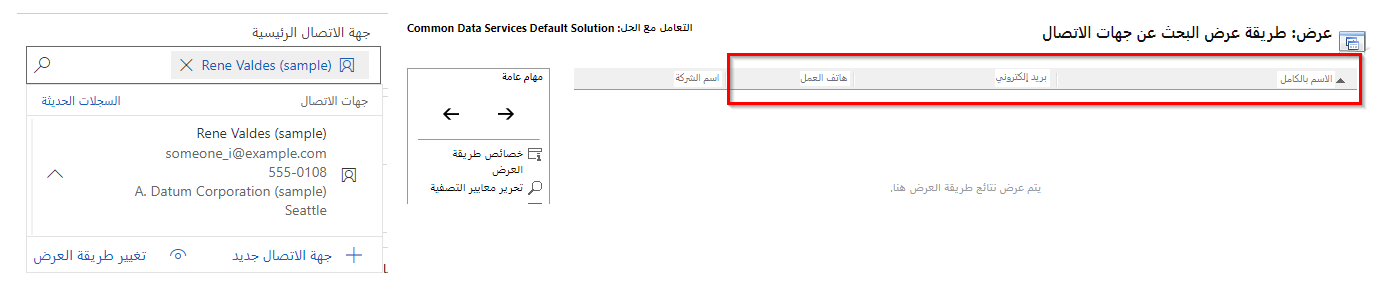 جهة الاتصال الرئيسية
Rene Valdes (sample)
جهات الاتصال
السجلات الحديثة
Rene Valdes (sample)
someone_i@example.com
555-0108
A. Datum Corporation (sample)
Seattle
جهة الاتصال جديد
تغيير طريقة العرض
التعامل مع الحل: Common Data Services Default Solution
عرض: طريقة عرض البحث عن جهات الاتصال
الاسم بالكامل
بريد إلكتروني
هاتف العمل
اسم الشركة
يتم عرض نتائج طريقة العرض هنا.
مهام عامة
خصائص طريقة
العرض
تحرير معايير التصفية